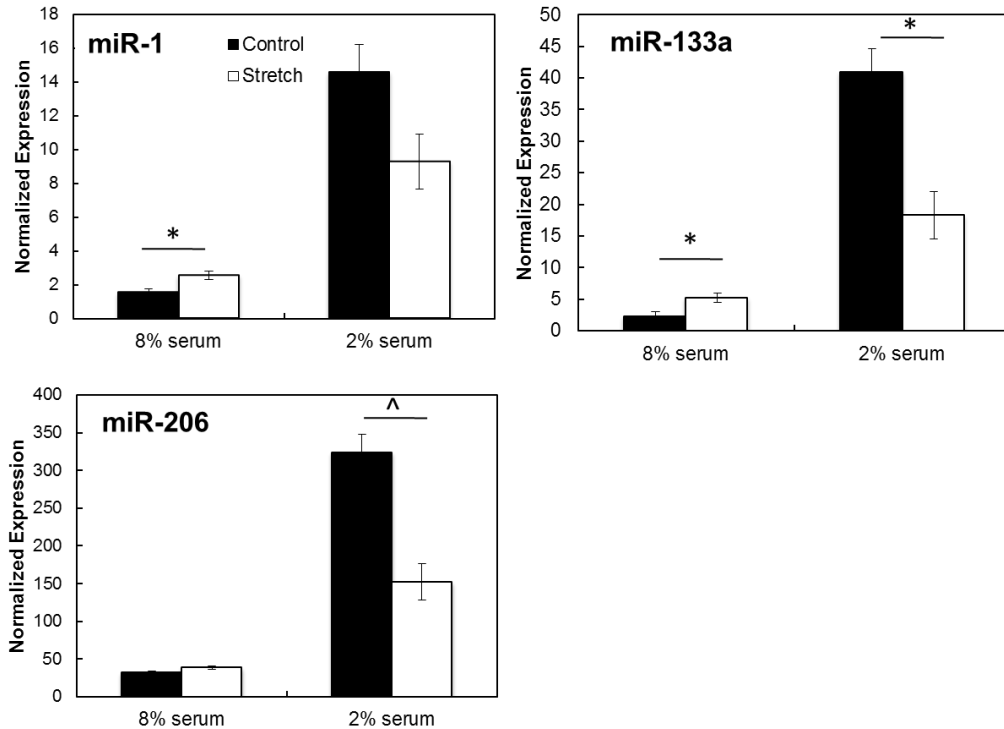 miR-1
Control
Stretch
Normalized Expression
16
14
12
10
8
6
4
2
0
*
8% serum
2% serum
miR-133a
Normalized Expression
50
45
40
35
30
25
20
15
10
5
0
*
*
8% serum
2% serum
miR-206
Normalized Expression
400
350
300
250
200
150
100
50
0
^
8% serum
2% serum